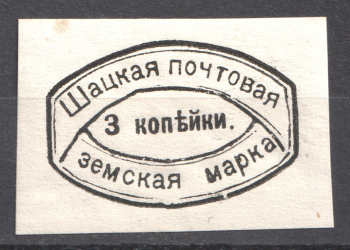 Шацкая почтовая
3 копѣйки.
земская марка